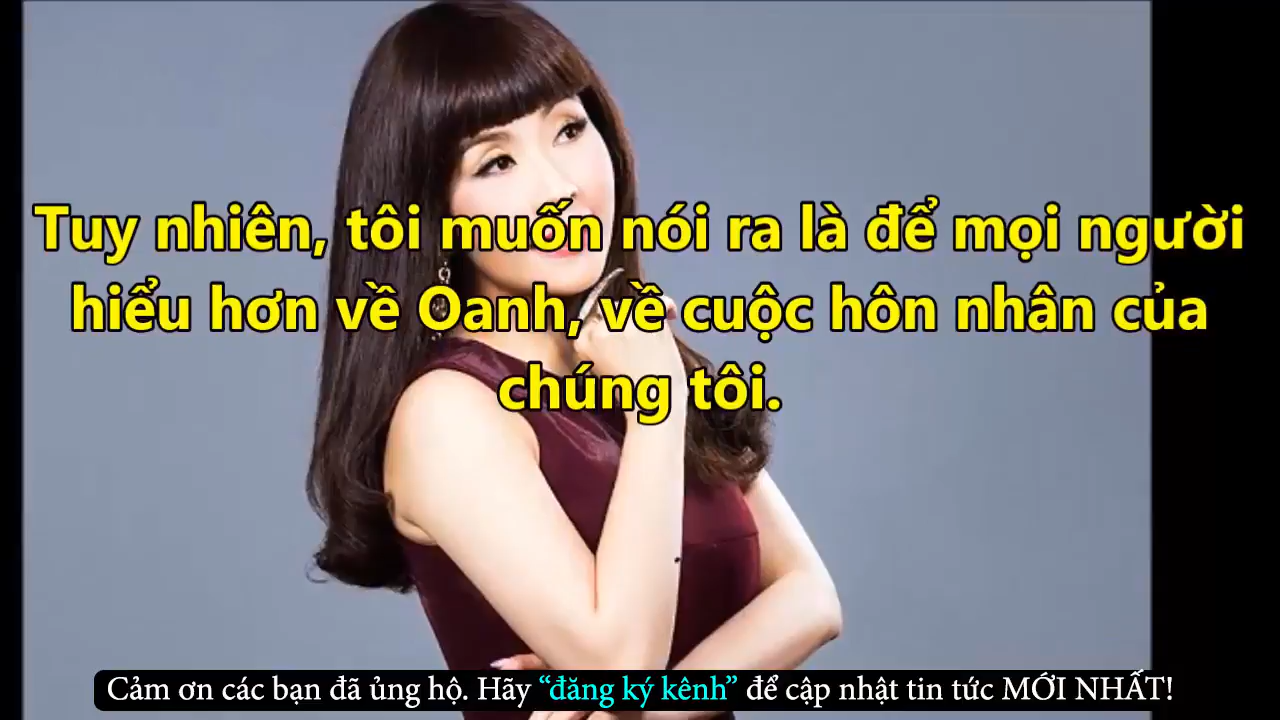 Tuy nhiên, tôi muốn nói ra là để mọi người
hiểu hơn về Oanh, về cuộc hôn nhân của
chúng tôi.
Cảm ơn các bạn đã ủng hộ. Hãy “đăng ký kênh” để cập nhật tin tức MỚI NHẤT!